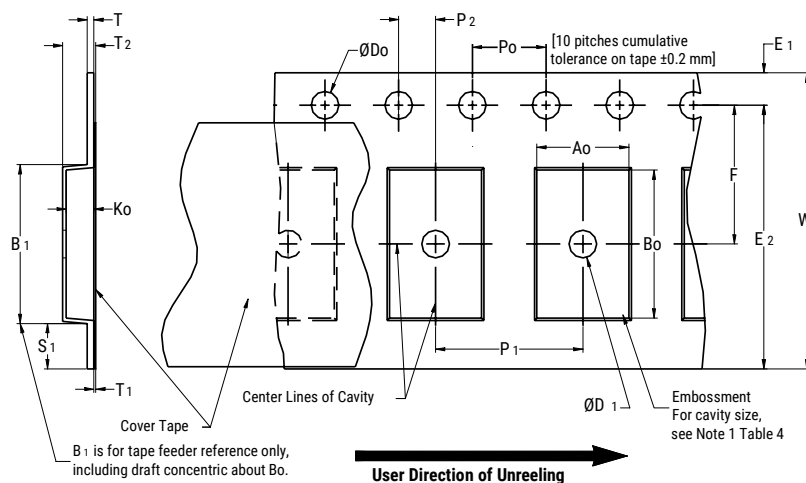 T
T2
ØDo
P2
Po
[10 pitches cumulative
tolerance on tape ±0.2 mm]
E1
Ao
F
W
B1
Ko
Bo
E2
S1
P1
T1
Cover Tape
Center Lines of Cavity
ØD 1
Embossment
For cavity size,
see Note 1 Table 4
B1 is for tape feeder reference only,
including draft concentric about Bo.
User Direction of Unreeling